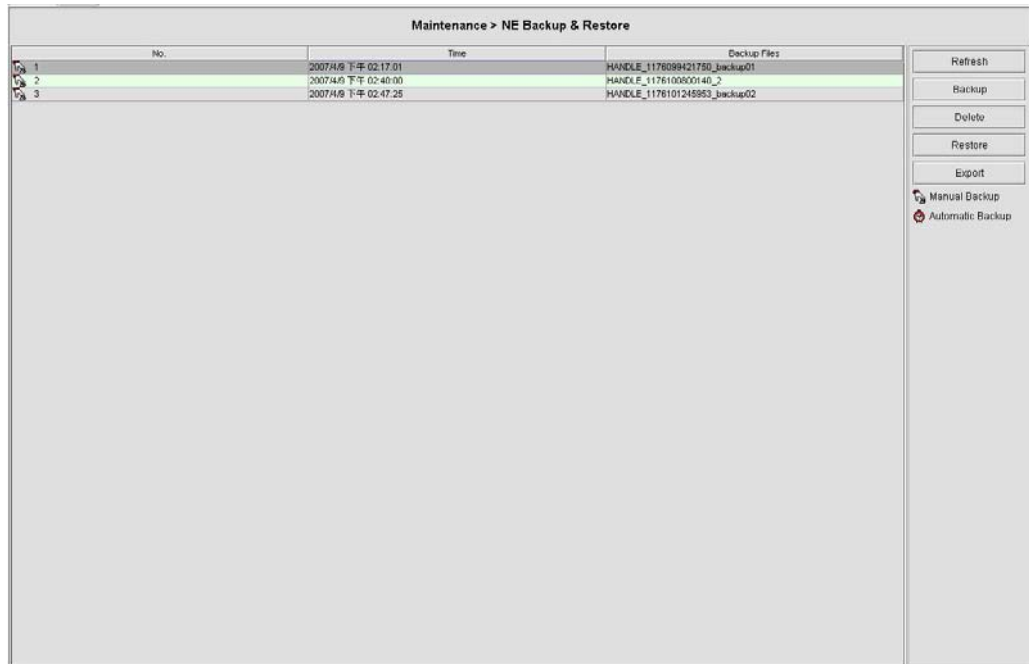 Maintenance > NE Backup & Restore
No. Time Backup Files
1 2007/4/9 下午 02:17:01 HANDLE_1176099421750_backup01
2 2007/4/9 下午 02:40:00 HANDLE_1176100800140_2
3 2007/4/9 下午 02:47:25 HANDLE_1176101245953_backup02
Refresh
Backup
Delete
Restore
Export
Manual Backup
Automatic Backup